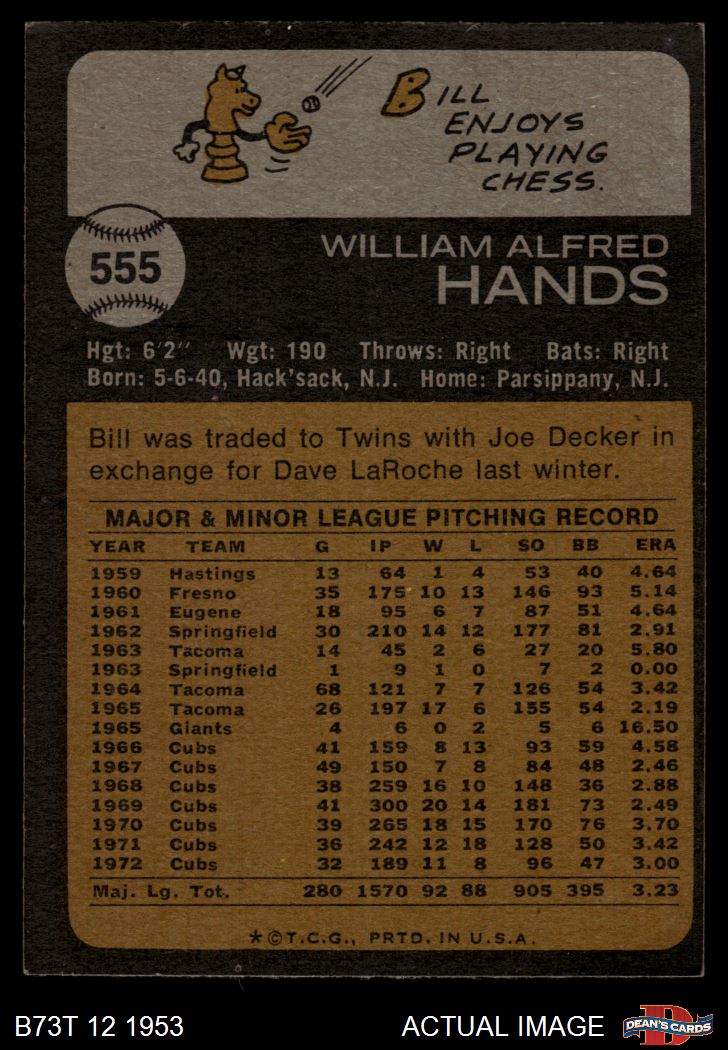 BILL
ENJOYS
PLAYING
CHESS.
555
WILLIAM ALFRED
HANDS
Hgt: 6'2" Wgt: 190 Throws: Right Bats: Right
Born: 5-6-40, Hack'sack, N.J. Home: Parsippany, N.J.
Bill was traded to Twins with Joe Decker in
exchange for Dave LaRoche last winter.
MAJOR & MINOR LEAGUE PITCHING RECORD
YEAR TEAM G IP W L SO BB ERA
1959 Hastings 13 64 1 4 53 40 4.64
1960 Fresno 35 175 10 13 146 93 5.14
1961 Eugene 18 95 6 7 87 51 4.64
1962 Springfield 30 210 14 12 177 81 2.91
1963 Tacoma 14 45 2 6 27 20 5.80
1963 Springfield 1 9 1 0 7 2 0.00
1964 Tacoma 68 121 7 7 126 54 3.42
1965 Tacoma 26 197 17 6 155 54 2.19
1965 Giants 4 6 0 2 5 6 16.50
1966 Cubs 41 159 8 13 93 59 4.58
1967 Cubs 49 150 7 8 84 48 2.46
1968 Cubs 38 259 16 10 148 36 2.88
1969 Cubs 41 300 20 14 181 73 2.49
1970 Cubs 39 265 18 15 170 76 3.70
1971 Cubs 36 242 12 18 128 50 3.42
1972 Cubs 32 189 11 8 96 47 3.00
Maj. Lg. Tot. 280 1570 92 88 905 395 3.23
*©T.C.G., PRTD. IN U.S.A.
B73T 12 1953 ACTUAL IMAGE D DEAN'S CARDS